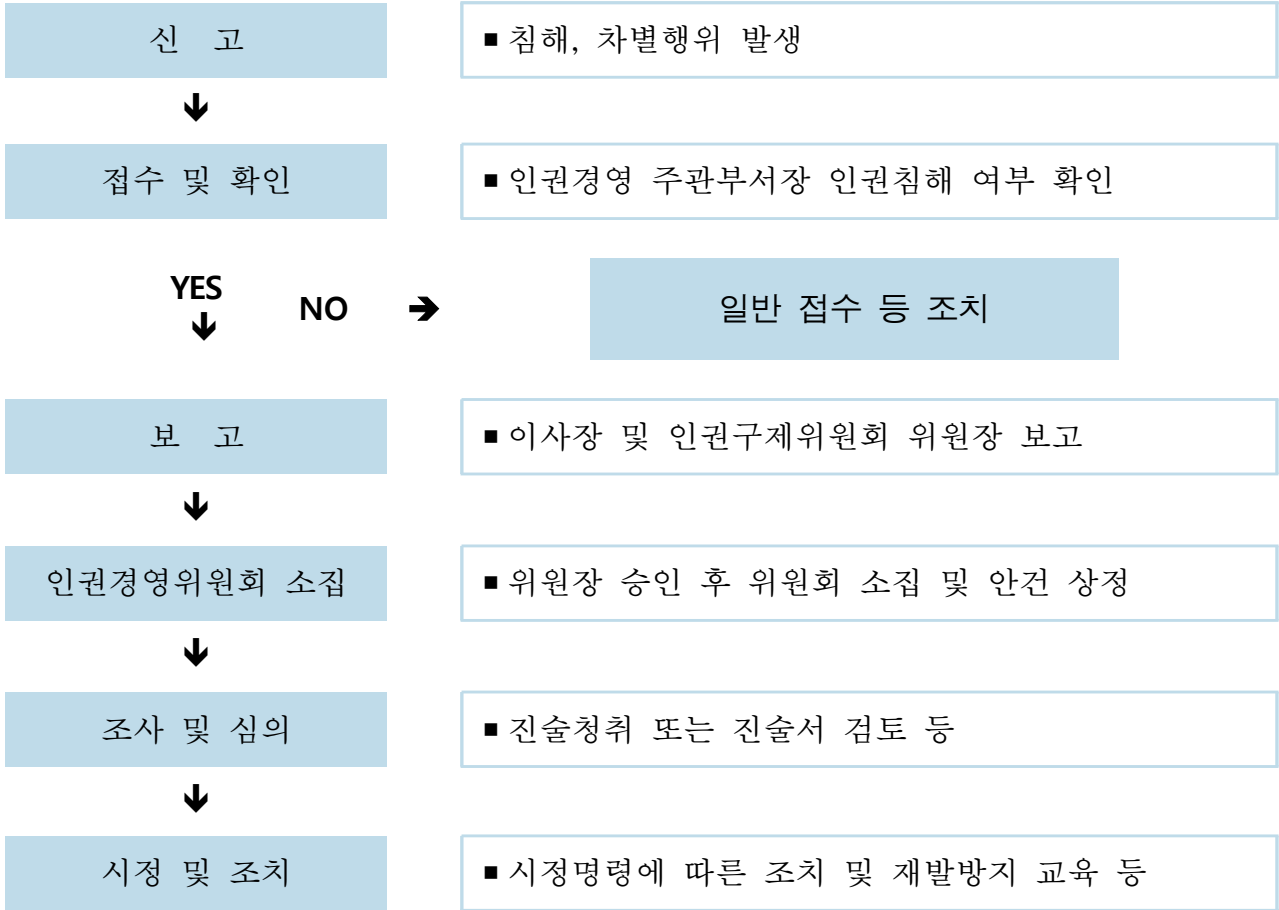 신 고
■ 침해, 차별행위 발생
🡻
접수 및 확인
■ 인권경영 주관부서장 인권침해 여부 확인
YES
🡻
NO 🡺
일반 접수 등 조치
보 고
■ 이사장 및 인권구제위원회 위원장 보고
🡻
인권경영위원회 소집
■ 위원장 승인 후 위원회 소집 및 안건 상정
🡻
조사 및 심의
■ 진술청취 또는 진술서 검토 등
🡻
시정 및 조치
■ 시정명령에 따른 조치 및 재발방지 교육 등